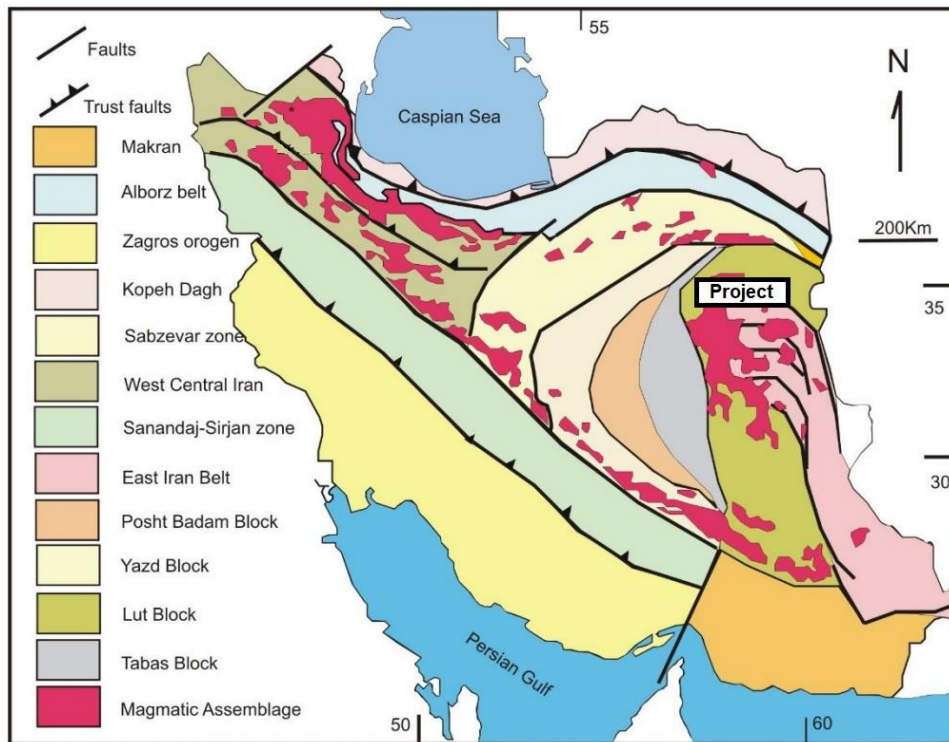 Faults
Trust faults
Makran
Alborz belt
Zagros orogen
Kopeh Dagh
Sabzevar zone
West Central Iran
Sanandaj-Sirjan zone
East Iran Belt
Posht Badam Block
Yazd Block
Lut Block
Tabas Block
Magmatic Assemblage
55
N
Caspian Sea
200Km
Project
35
30
Persian Gulf
50
60